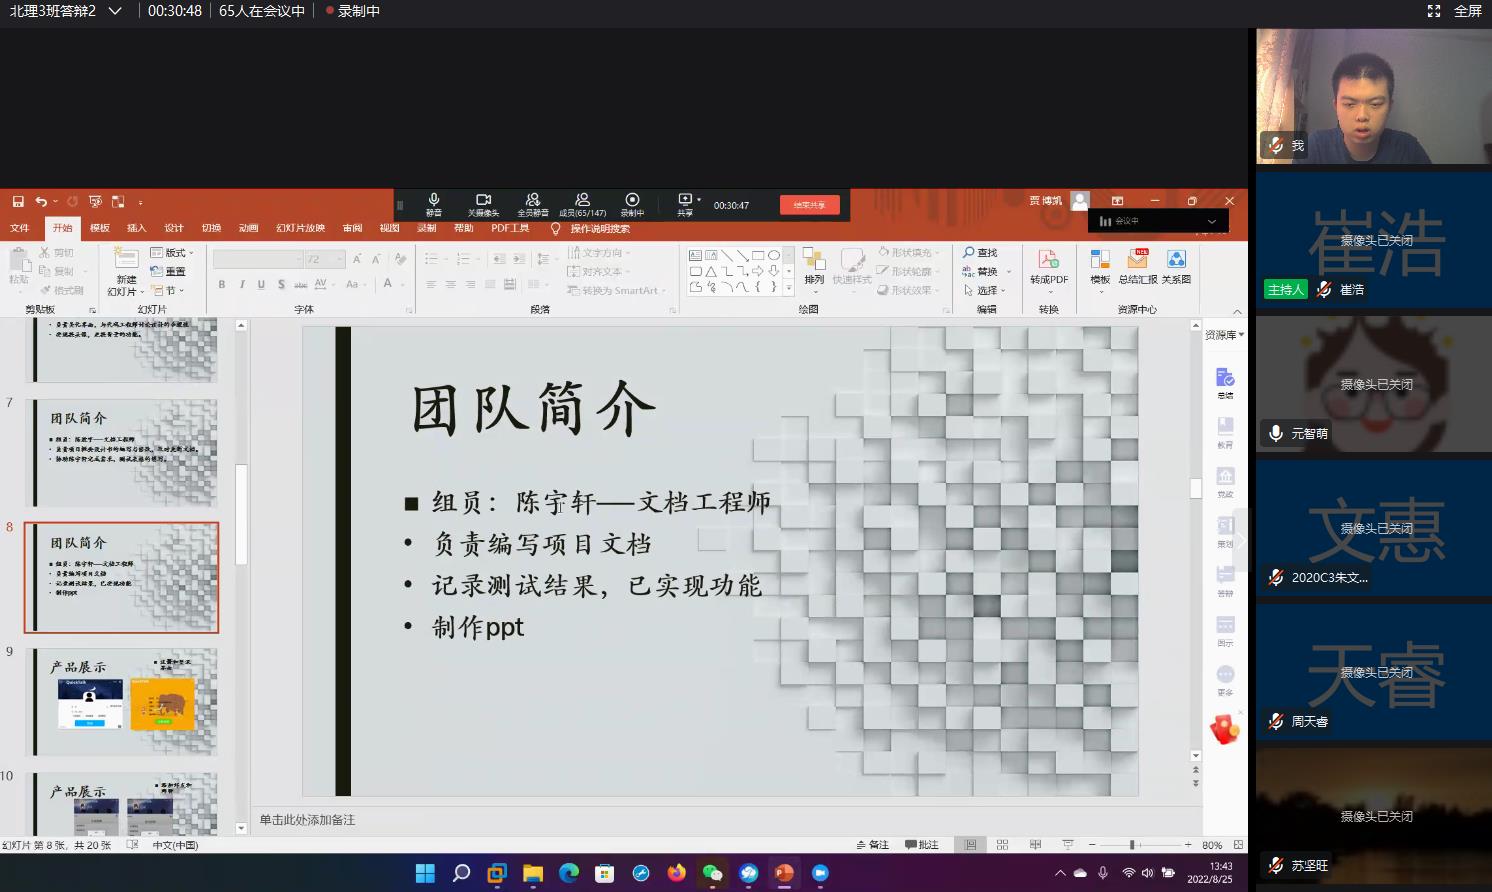 北理3班答辩2
00:30:48
65人在会议中
录制中
全屏
静音
关摄像头
全员静音
成员(65/147)
录制中
共享
00:30:47
结束共享
贾 博凯
会议中
文件
开始
模板
插入
设计
切换
动画
幻灯片放映
审阅
视图
录制
帮助
PDF工具
操作说明搜索
粘贴
剪切
复制
格式刷
剪贴板
新建
幻灯片
版式
重置
节
幻灯片
72
B I U S abc AV Aa A
字体
文字方向
对齐文本
转换为 SmartArt
段落
排列
快速样式
形状填充
形状轮廓
形状效果
绘图
查找
替换
选择
编辑
转成PDF
转换
模板
总结汇报
关系图
资源中心
7
团队简介
8
团队简介
组员：陈宇轩——文档工程师
负责编写项目文档
记录测试结果，已实现功能
制作ppt
9
产品展示
10
产品展示
团队简介
■ 组员：陈宇轩——文档工程师
• 负责编写项目文档
• 记录测试结果，已实现功能
• 制作ppt
单击此处添加备注
资源库
总结
教育
党政
策划
答辩
图示
更多
幻灯片 第 8 张，共 20 张
中文(中国)
备注
批注
80%
13:43
2022/8/25
我
崔浩
摄像头已关闭
主持人
崔浩
摄像头已关闭
元智萌
文惠
摄像头已关闭
2020C3朱文...
天睿
摄像头已关闭
周天睿
摄像头已关闭
苏坚旺